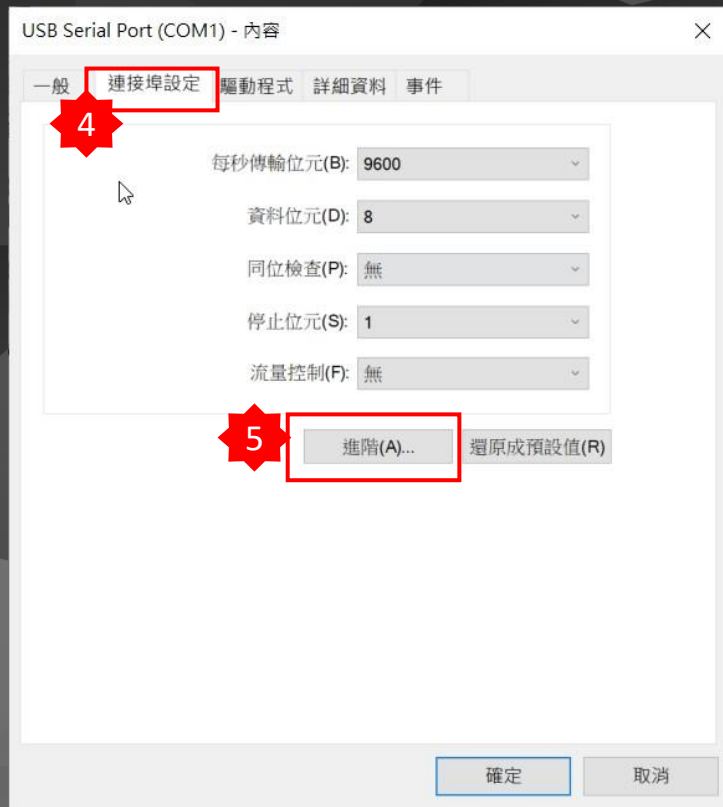 USB Serial Port (COM1) - 內容
一般 連接埠設定 驅動程式 詳細資料 事件
4
每秒傳輸位元(B): 9600
資料位元(D): 8
同位檢查(P): 無
停止位元(S): 1
流量控制(F): 無
5 進階(A)... 還原成預設值(R)
確定 取消